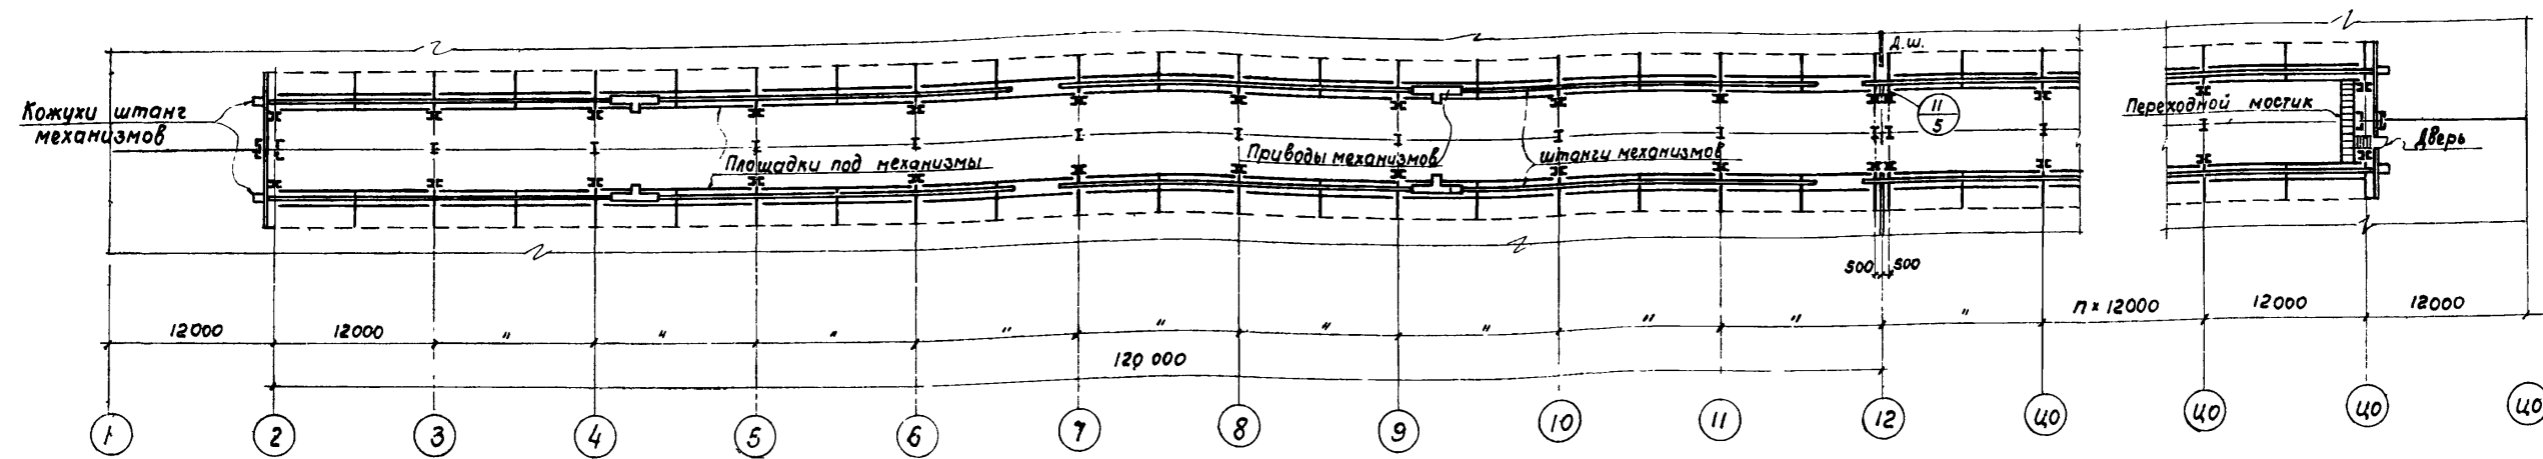 Д.Ш.
Кожухи штанг
механизмов
11
5
Переходной мостик
Дверь
Площадки под механизмы
Приводы механизмов
штанги механизмов
500 500
12000 12000 " " " " " " " " " " п × 12000 12000 12000
120 000
1 2 3 4 5 6 7 8 9 10 11 12 ЦО ЦО ЦО ЦО